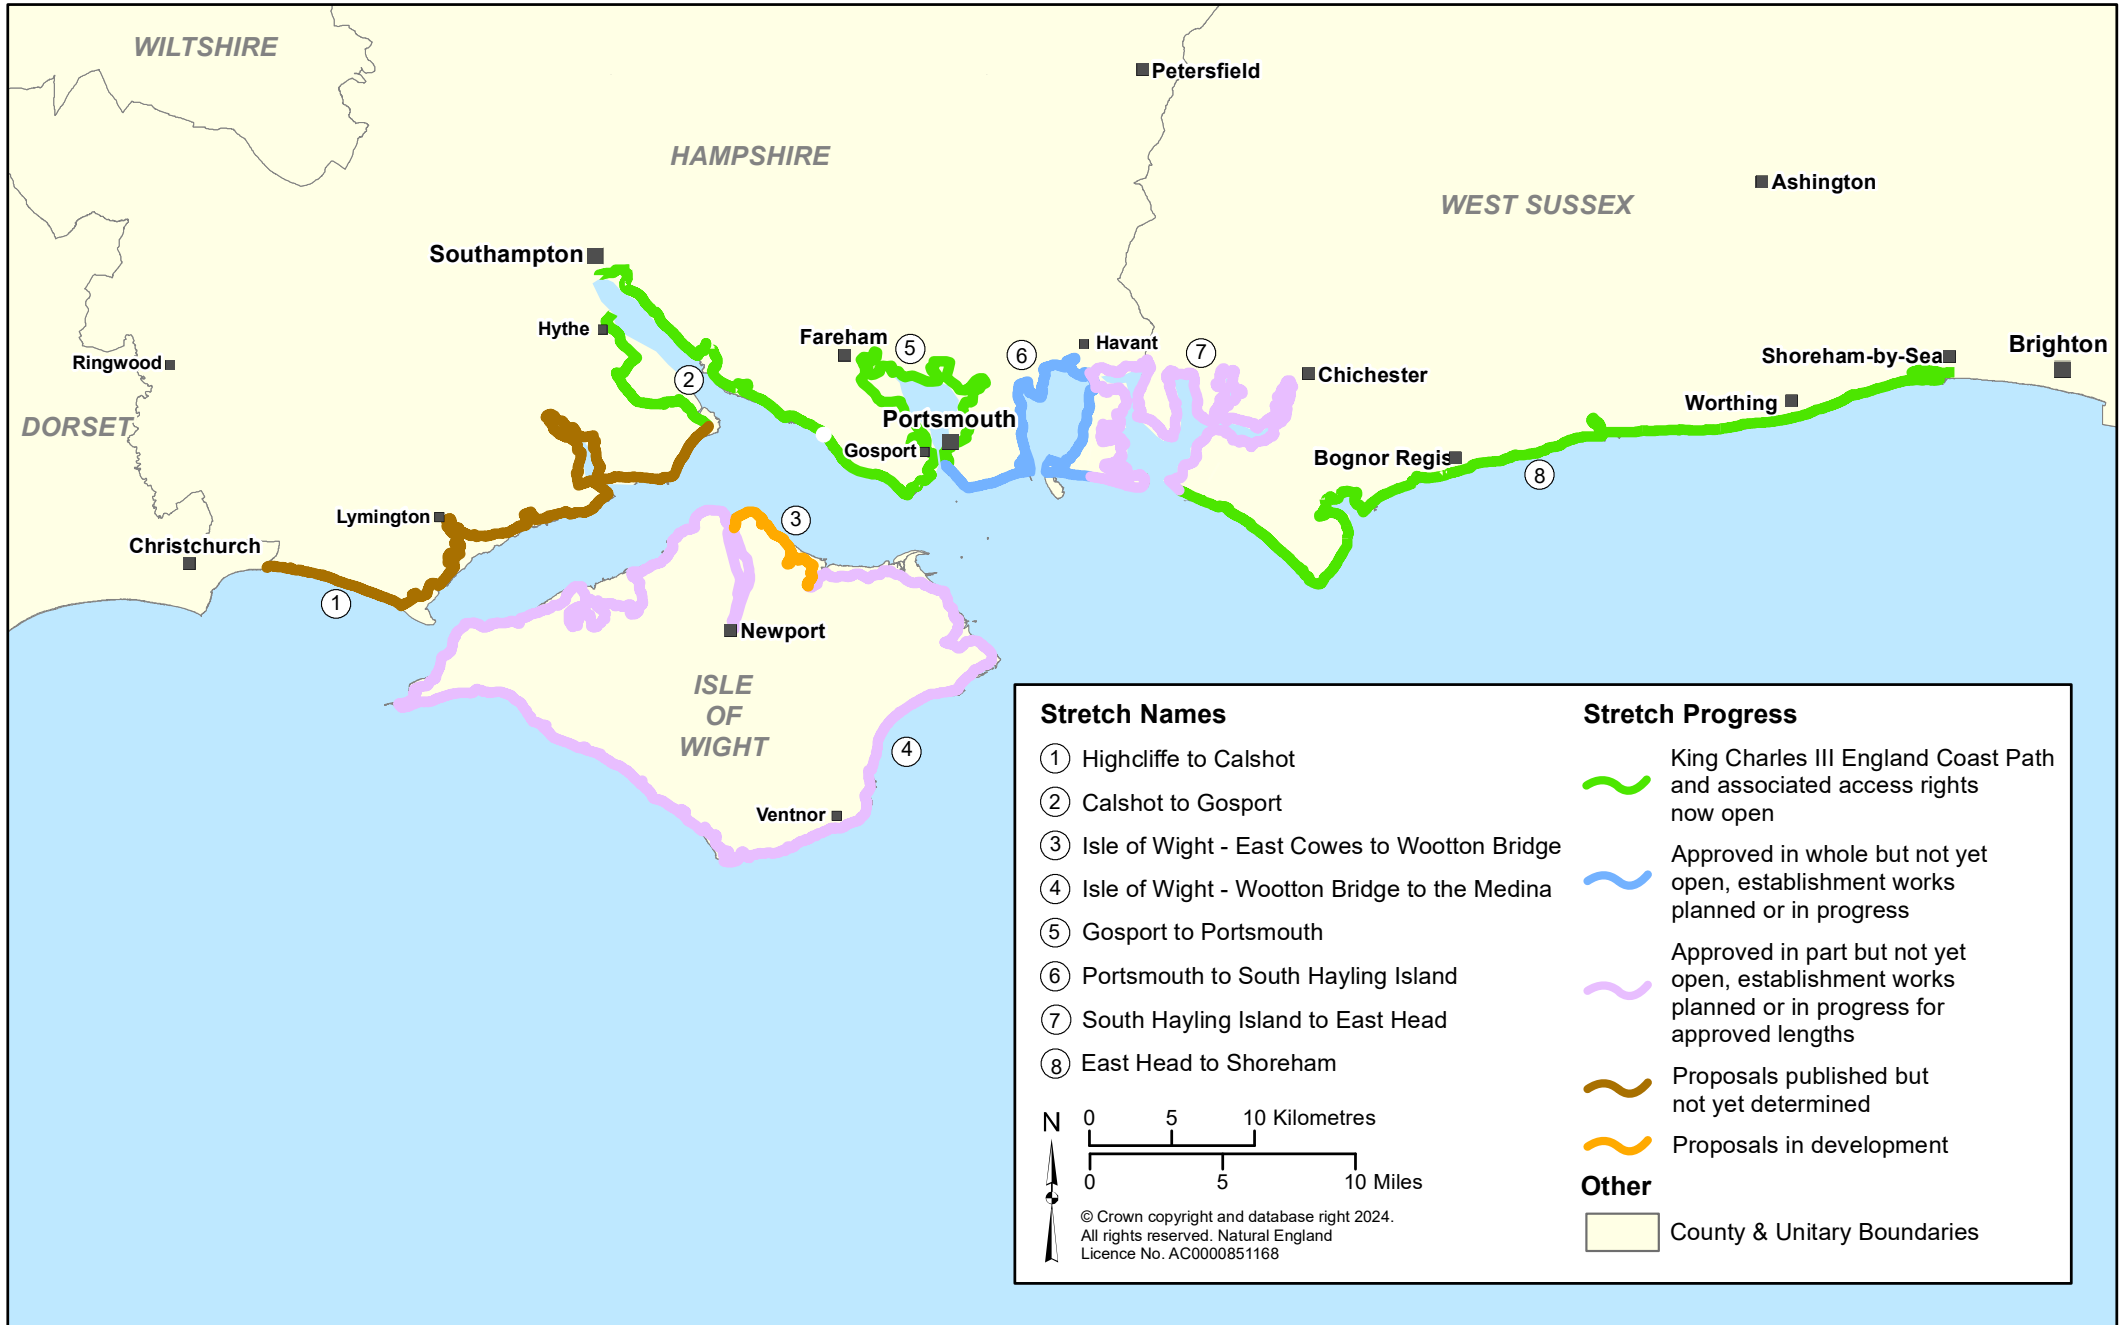 WILTSHIRE
Petersfield
HAMPSHIRE
Ashington
WEST SUSSEX
Southampton
Hythe
Fareham
5
6
Havant
7
Shoreham-by-Sea
Brighton
Ringwood
2
Chichester
Worthing
DORSET
Portsmouth
Gosport
Bognor Regis
8
Lymington
3
Christchurch
1
Newport
ISLE
OF
WIGHT
4
Ventnor
Stretch Names
1 Highcliffe to Calshot
2 Calshot to Gosport
3 Isle of Wight - East Cowes to Wootton Bridge
4 Isle of Wight - Wootton Bridge to the Medina
5 Gosport to Portsmouth
6 Portsmouth to South Hayling Island
7 South Hayling Island to East Head
8 East Head to Shoreham
N
0 5 10 Kilometres
0 5 10 Miles
© Crown copyright and database right 2024.
All rights reserved. Natural England
Licence No. AC0000851168
Stretch Progress
King Charles III England Coast Path
and associated access rights
now open
Approved in whole but not yet
open, establishment works
planned or in progress
Approved in part but not yet
open, establishment works
planned or in progress for
approved lengths
Proposals published but
not yet determined
Proposals in development
Other
County & Unitary Boundaries